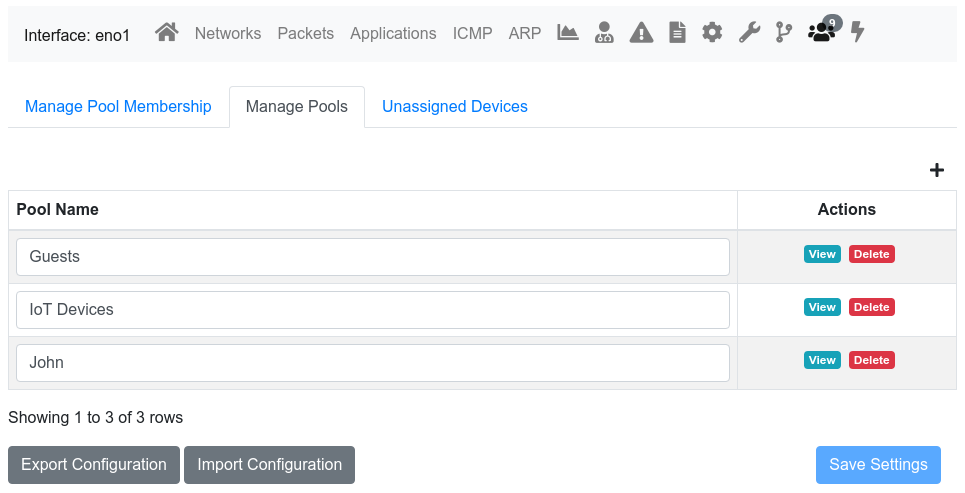 Interface: eno1 Networks Packets Applications ICMP ARP 9
Manage Pool Membership Manage Pools Unassigned Devices
Pool Name Actions
Guests View Delete
IoT Devices View Delete
John View Delete
Showing 1 to 3 of 3 rows
Export Configuration Import Configuration Save Settings